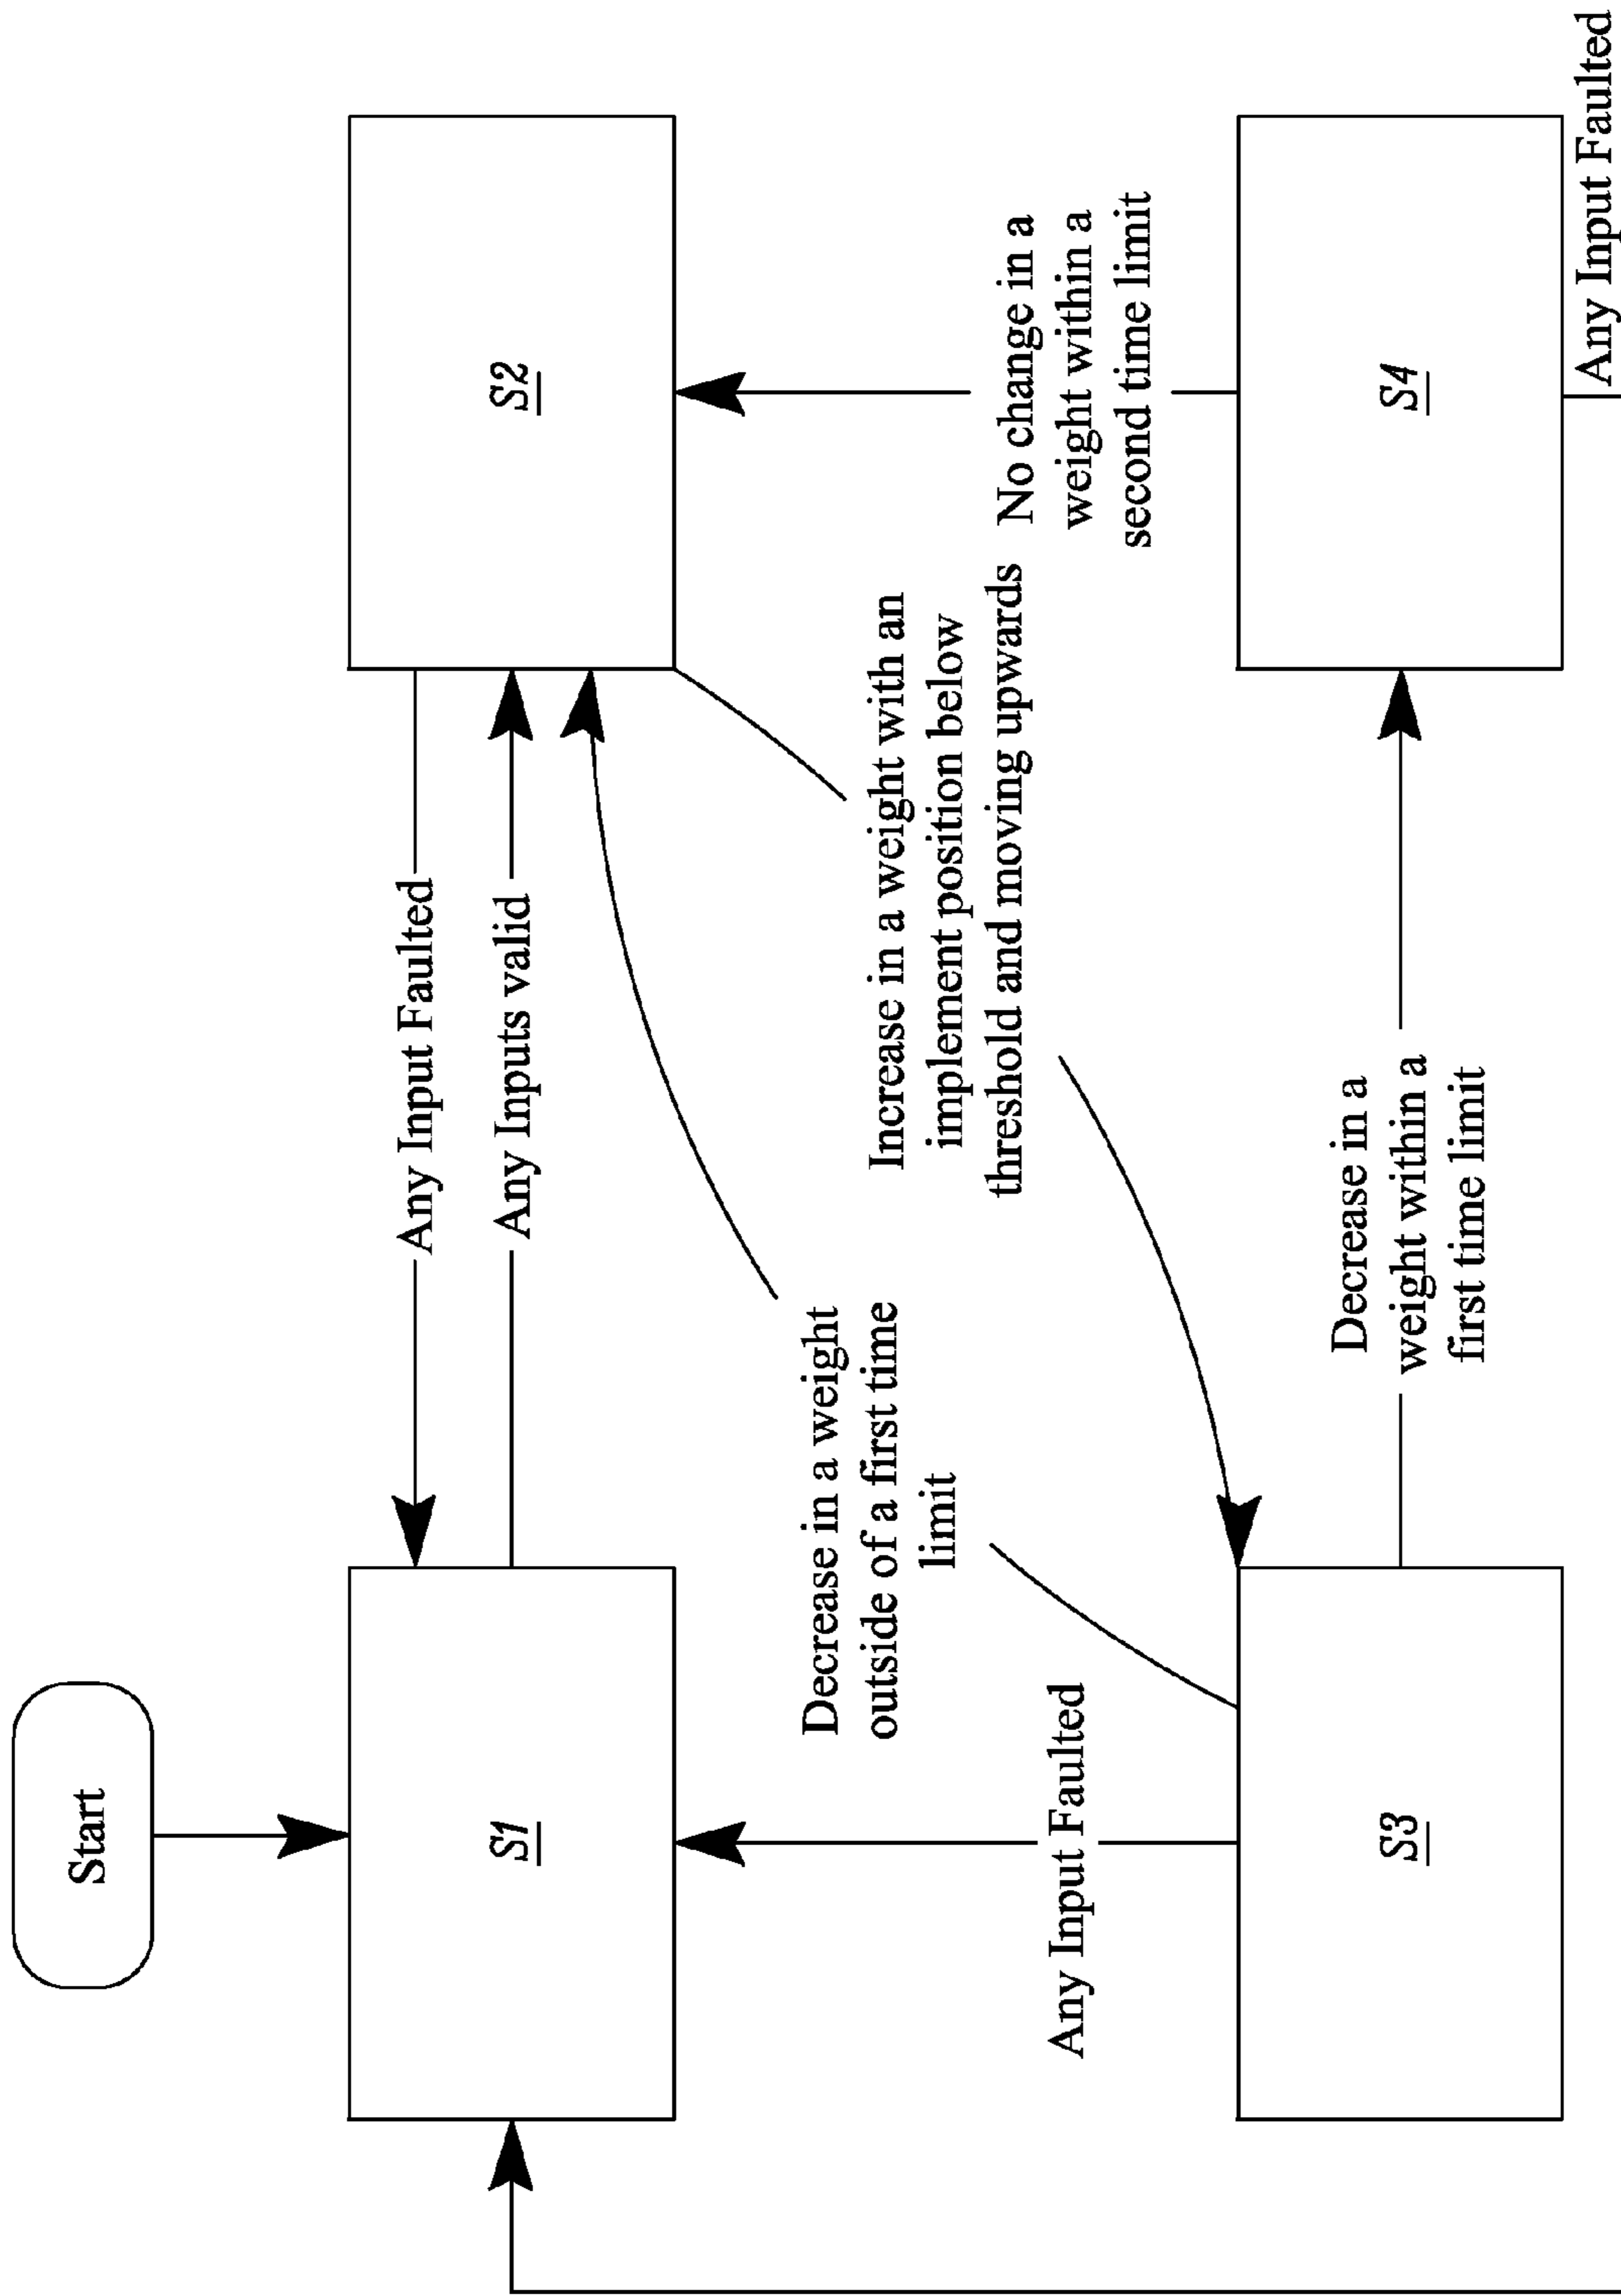 Start
S1
S2
Any Input Faulted
Any Inputs valid
Decrease in a weight
outside of a first time
limit
Increase in a weight with an
implement position below
threshold and moving upwards
No change in a
weight within a
second time limit
Any Input Faulted
S3
Decrease in a
weight within a
first time limit
S4
Any Input Faulted